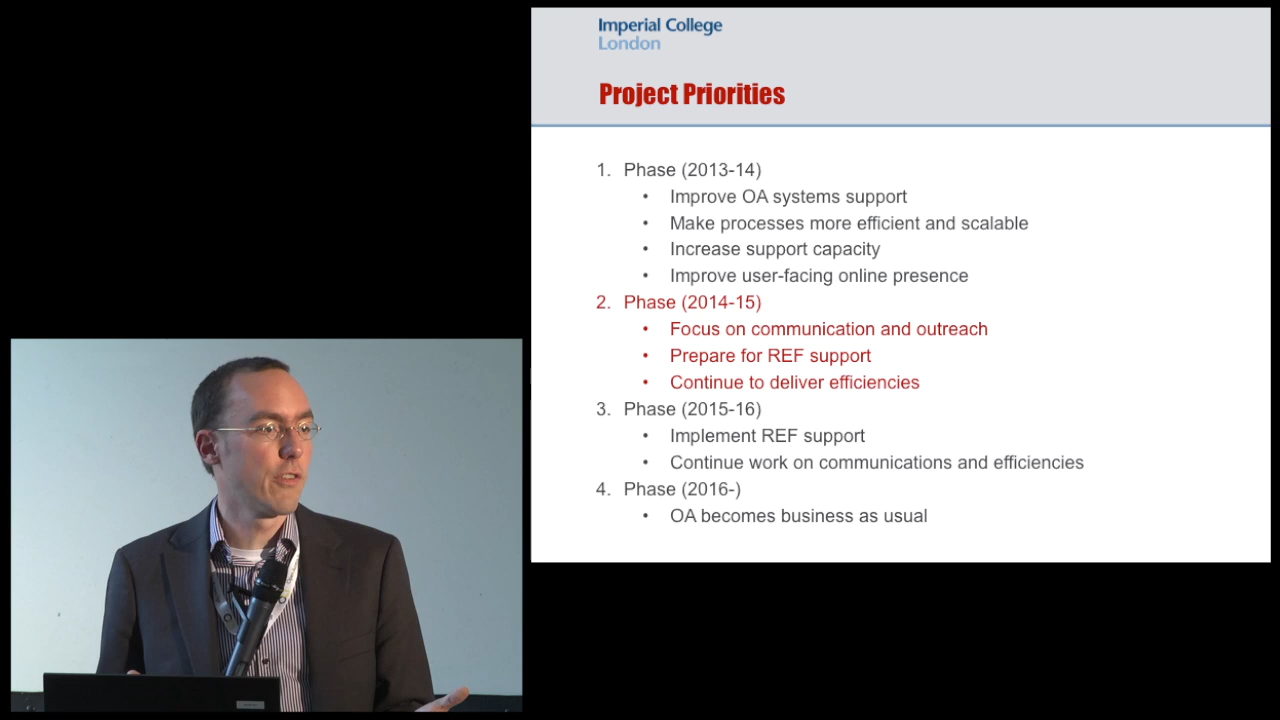 Imperial College
London
Project Priorities
1. Phase (2013-14)
• Improve OA systems support
• Make processes more efficient and scalable
• Increase support capacity
• Improve user-facing online presence
2. Phase (2014-15)
• Focus on communication and outreach
• Prepare for REF support
• Continue to deliver efficiencies
3. Phase (2015-16)
• Implement REF support
• Continue work on communications and efficiencies
4. Phase (2016-)
• OA becomes business as usual